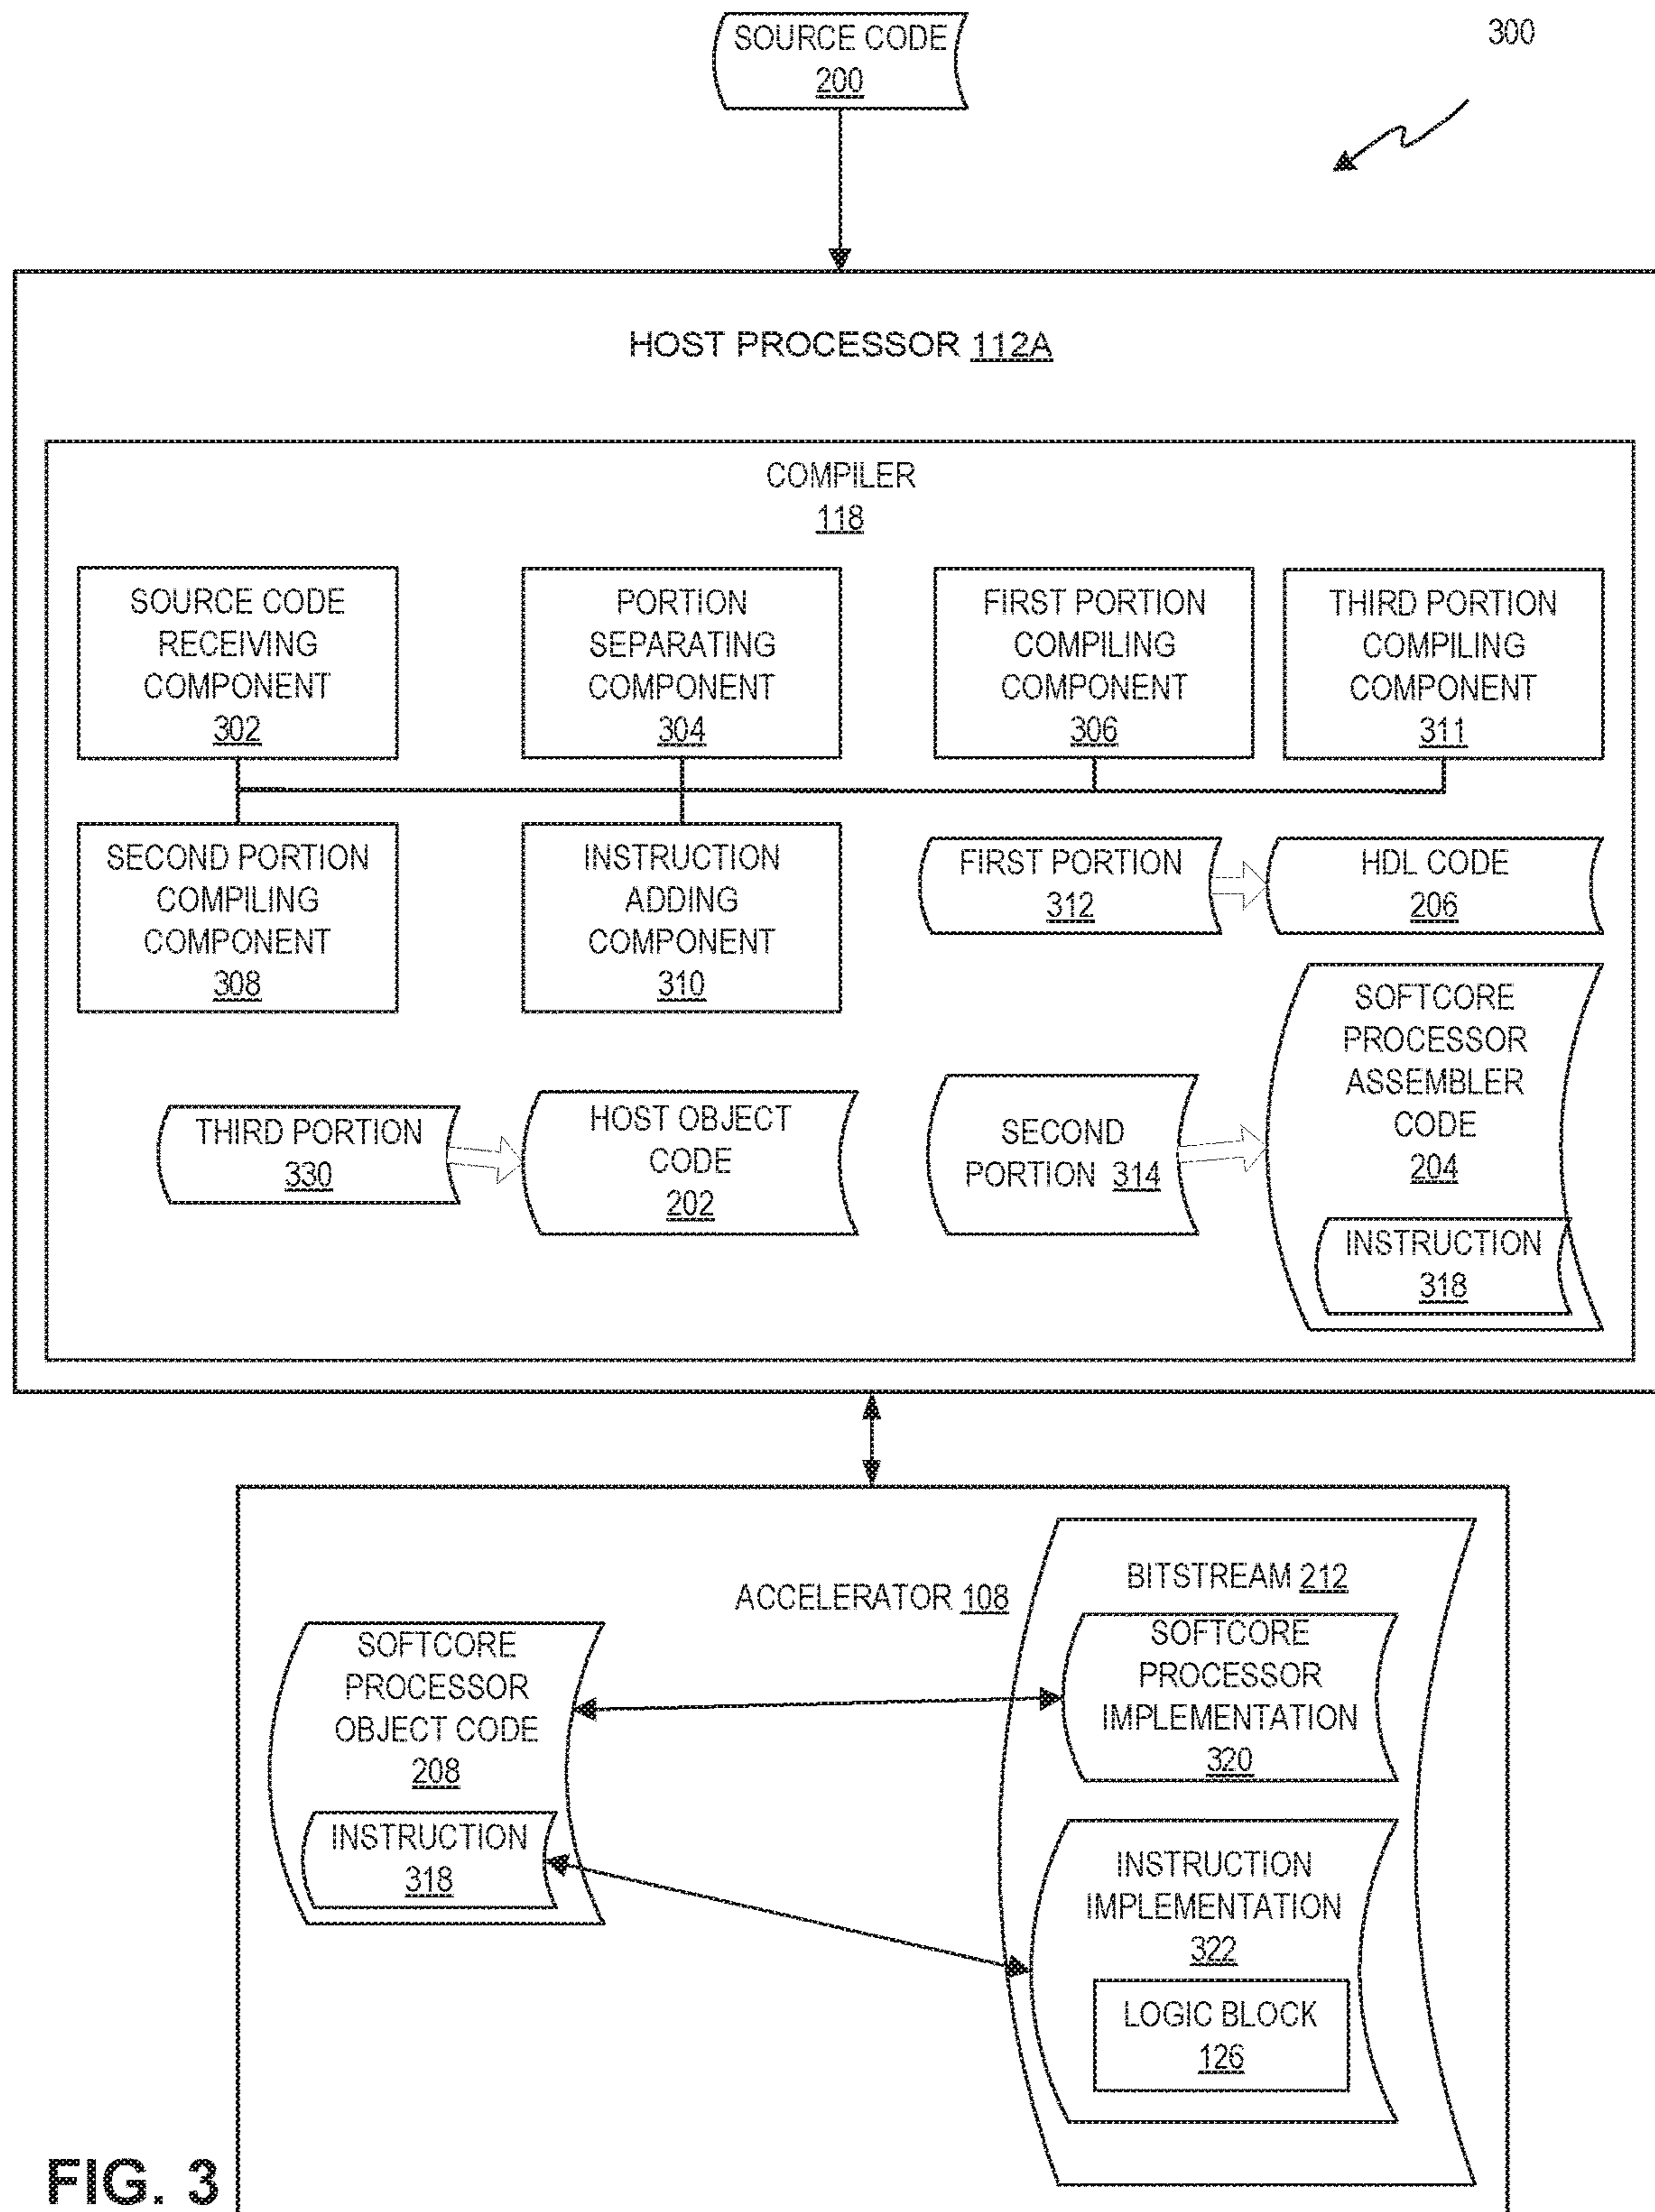 SOURCE CODE
200
300
HOST PROCESSOR 112A
COMPILER
118
SOURCE CODE
RECEIVING
COMPONENT
302
PORTION
SEPARATING
COMPONENT
304
FIRST PORTION
COMPILING
COMPONENT
306
THIRD PORTION
COMPILING
COMPONENT
311
SECOND PORTION
COMPILING
COMPONENT
308
INSTRUCTION
ADDING
COMPONENT
310
FIRST PORTION
312
HDL CODE
206
THIRD PORTION
330
HOST OBJECT
CODE
202
SECOND
PORTION 314
SOFTCORE
PROCESSOR
ASSEMBLER
CODE
204
INSTRUCTION
318
ACCELERATOR 108
SOFTCORE
PROCESSOR
OBJECT CODE
208
INSTRUCTION
318
BITSTREAM 212
SOFTCORE
PROCESSOR
IMPLEMENTATION
320
INSTRUCTION
IMPLEMENTATION
322
LOGIC BLOCK
126
FIG. 3